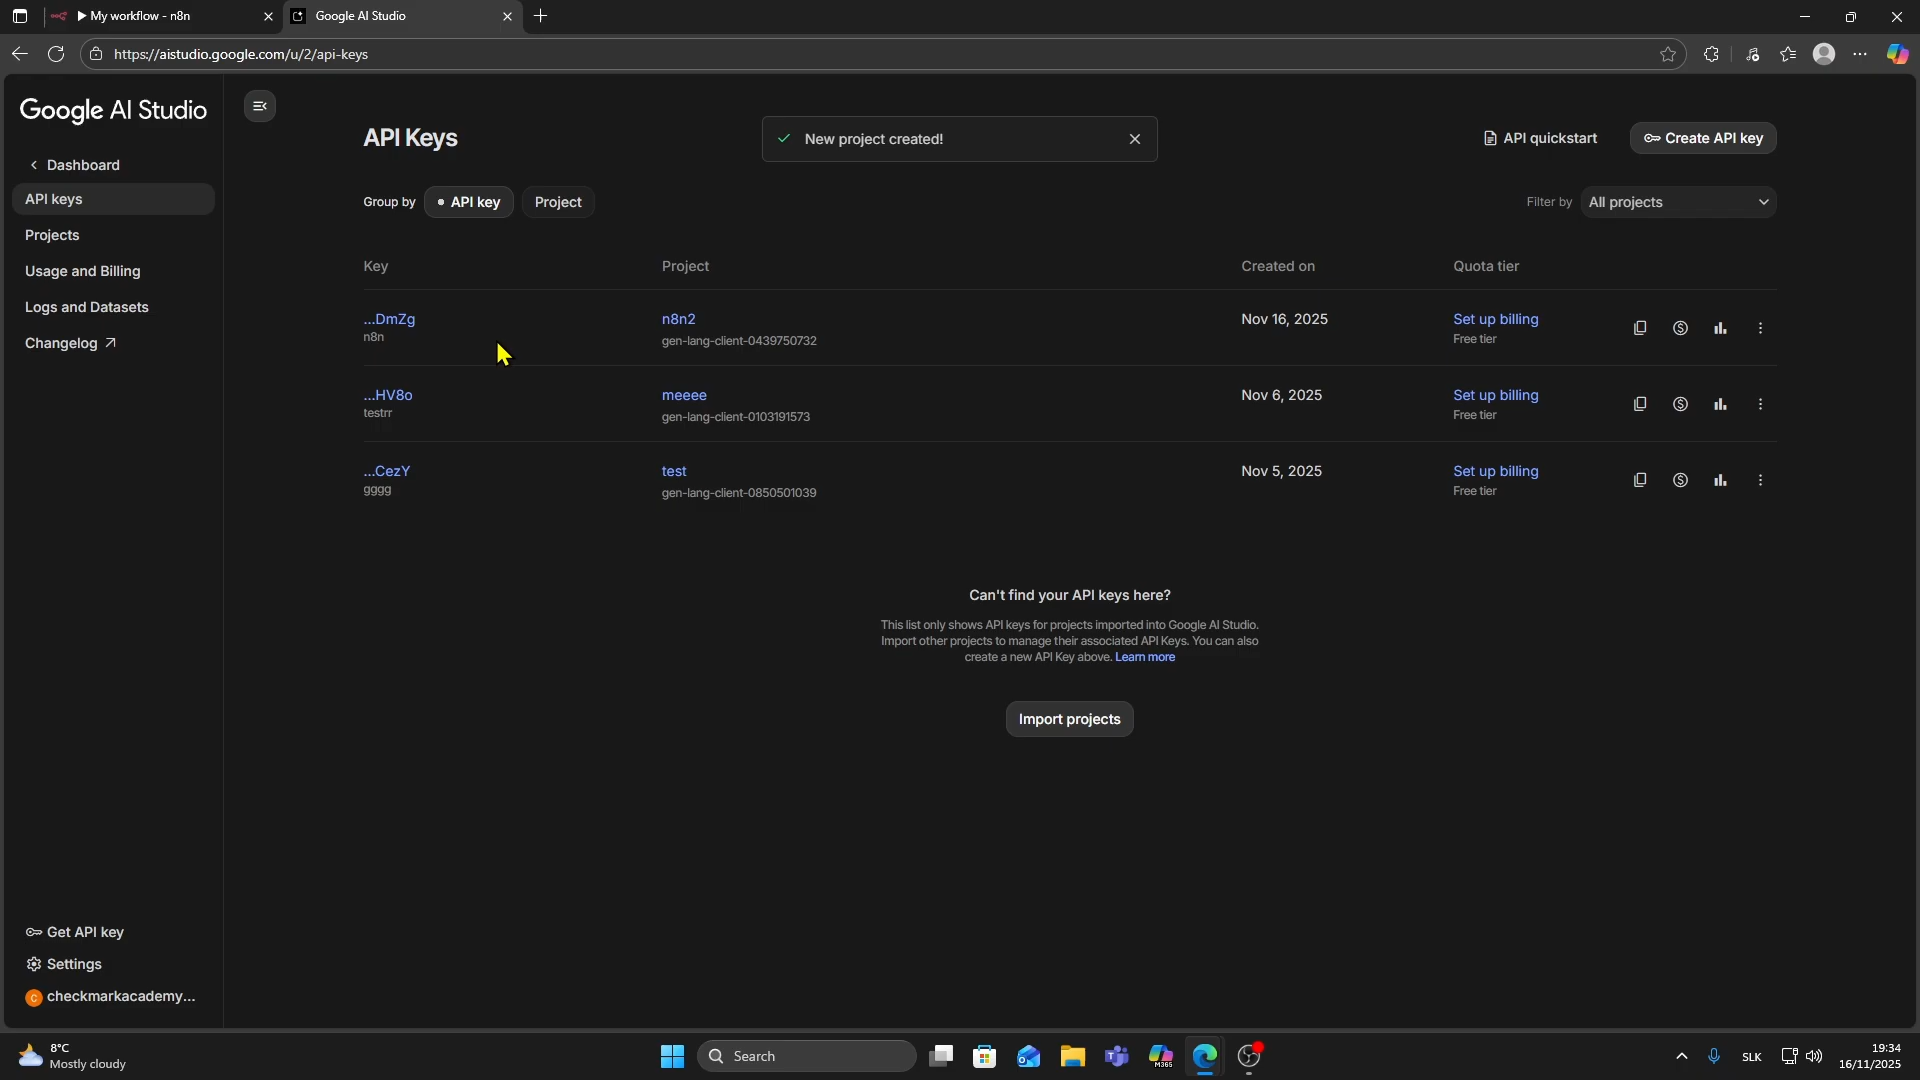 My workflow - n8n
Google AI Studio
https://aistudio.google.com/u/2/api-keys
Google AI Studio
Dashboard
API keys
Projects
Usage and Billing
Logs and Datasets
Changelog
API Keys
New project created!
API quickstart
Create API key
Group by
API key
Project
Filter by
All projects
Key
Project
Created on
Quota tier
...DmZg
n8n
n8n2
gen-lang-client-0439750732
Nov 16, 2025
Set up billing
Free tier
...HV8o
testrr
meeee
gen-lang-client-0103191573
Nov 6, 2025
Set up billing
Free tier
...CezY
gggg
test
gen-lang-client-0850501039
Nov 5, 2025
Set up billing
Free tier
Can't find your API keys here?
This list only shows API keys for projects imported into Google AI Studio.
Import other projects to manage their associated API Keys. You can also
create a new API Key above. Learn more
Import projects
Get API key
Settings
C
checkmarkacademy...
8°C
Mostly cloudy
Search
M365
SLK
19:34
16/11/2025